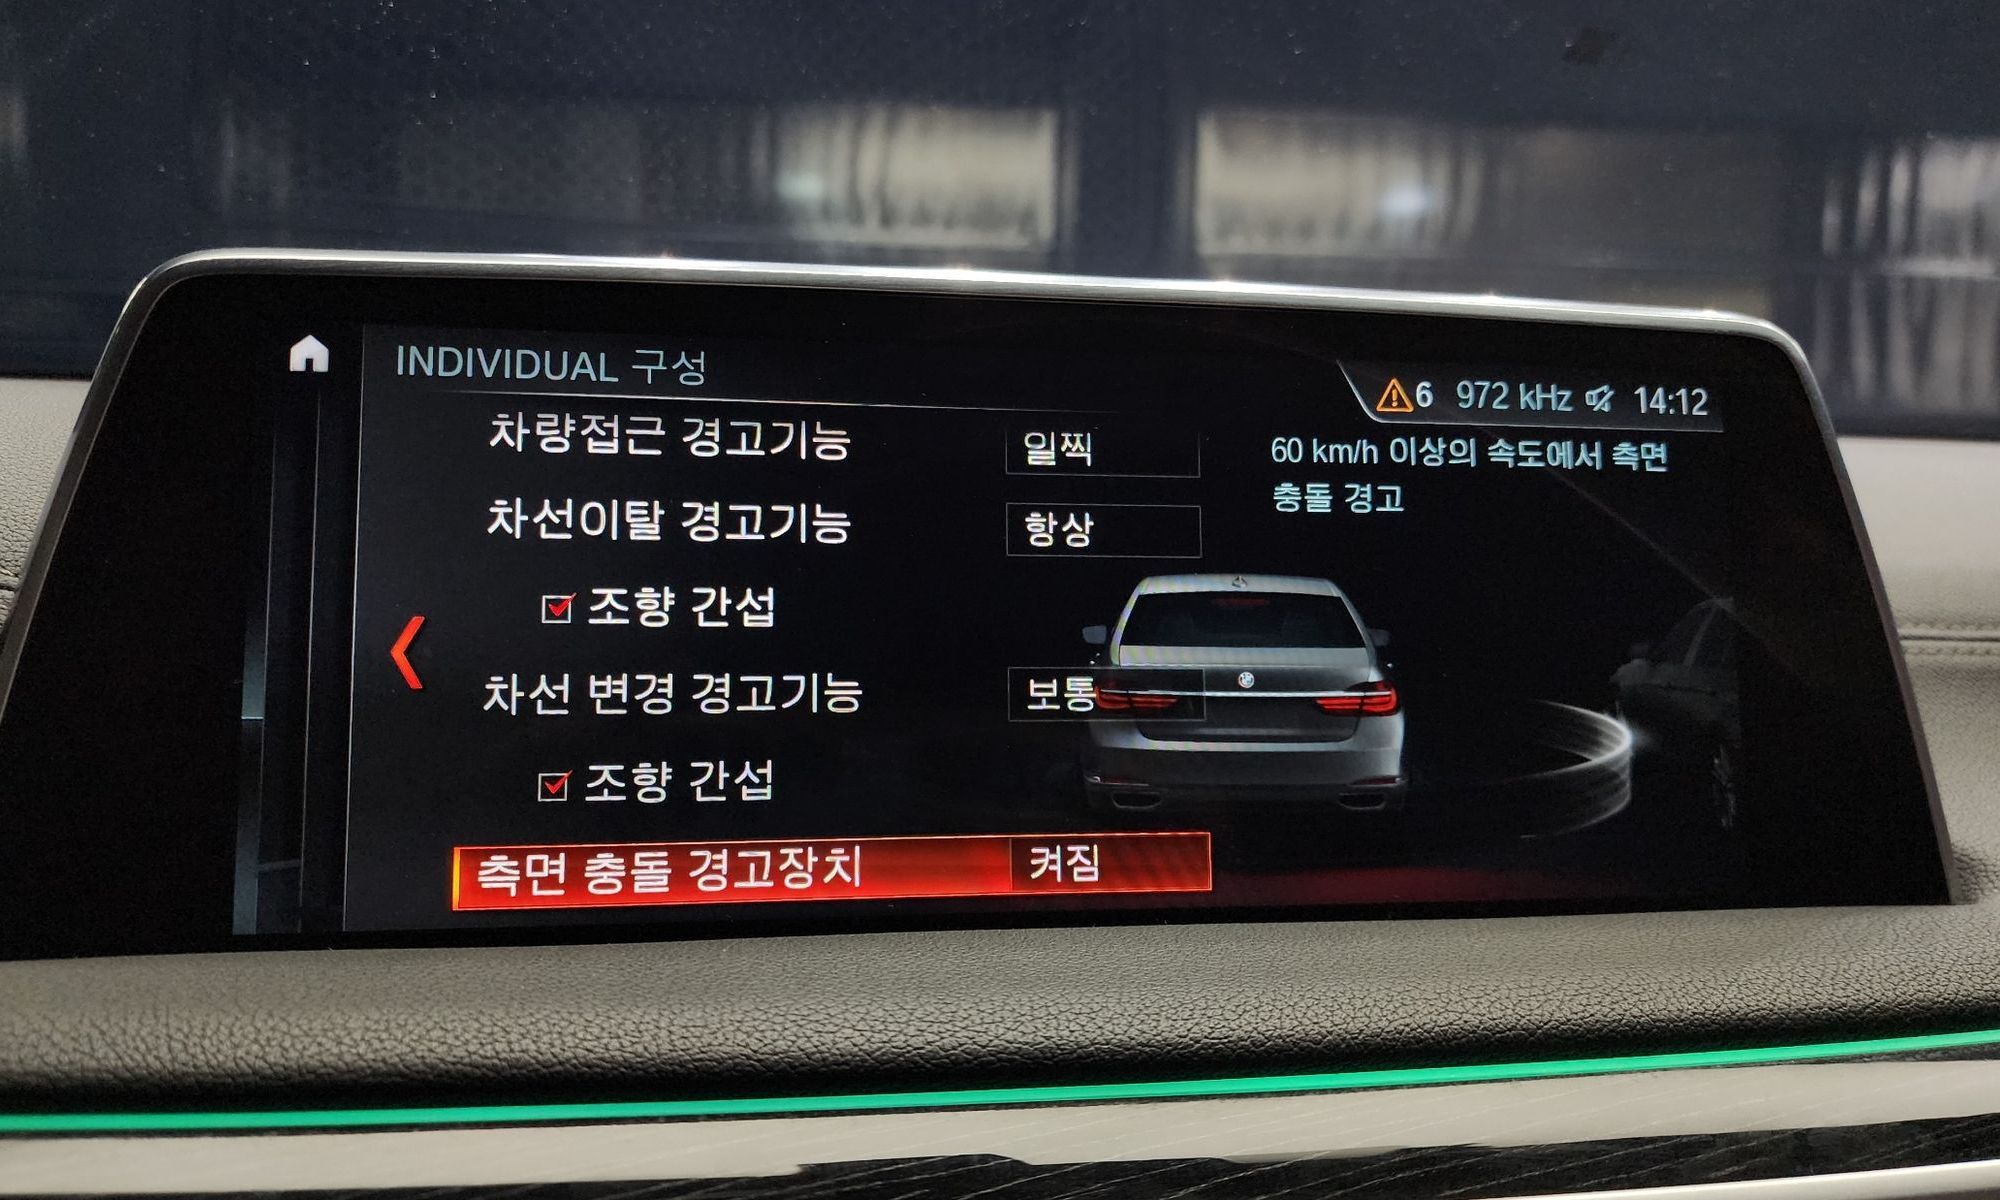 INDIVIDUAL 구성
6 972 kHz 14:12
차량접근 경고기능 일찍
차선이탈 경고기능 항상
조향 간섭
차선 변경 경고기능 보통
조향 간섭
측면 충돌 경고장치 켜짐
60 km/h 이상의 속도에서 측면
충돌 경고